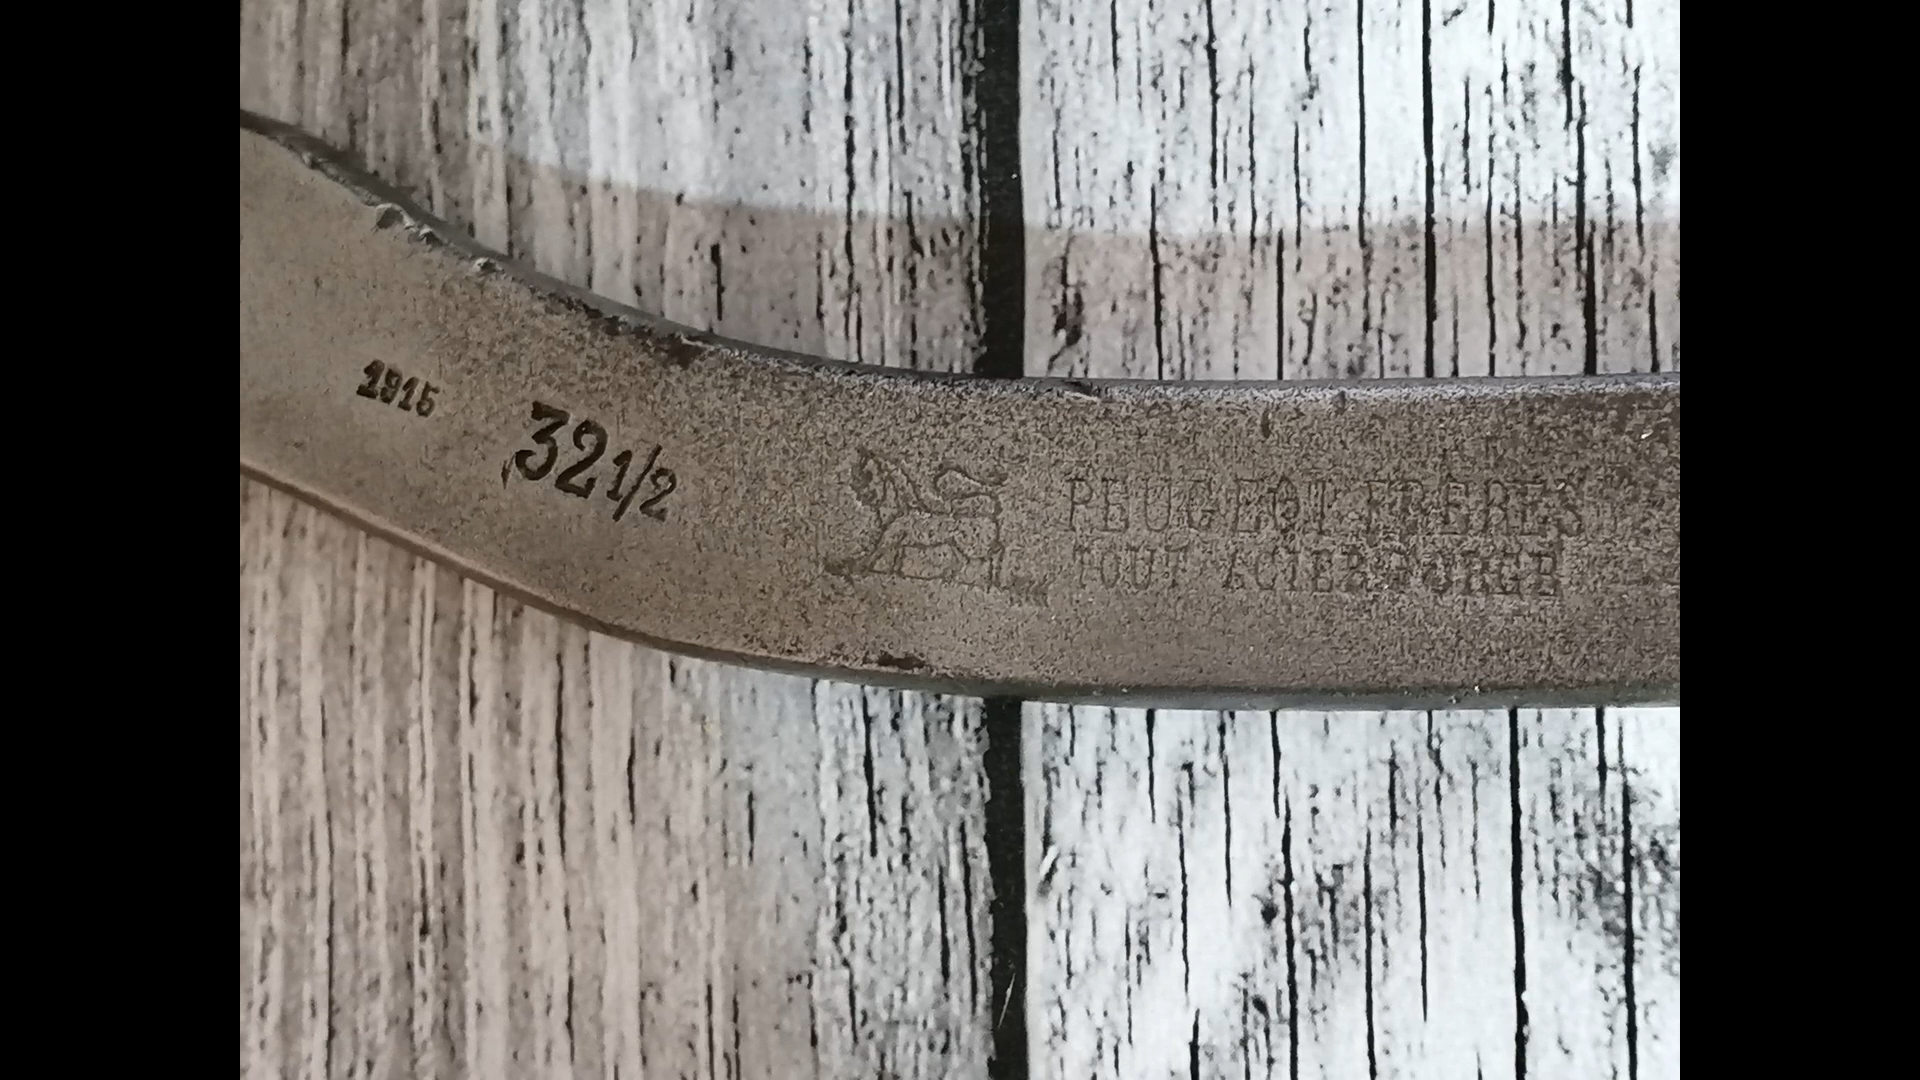 1915
32 1/2
PEUGEOT FRERES
TOUT ACIER FORGE